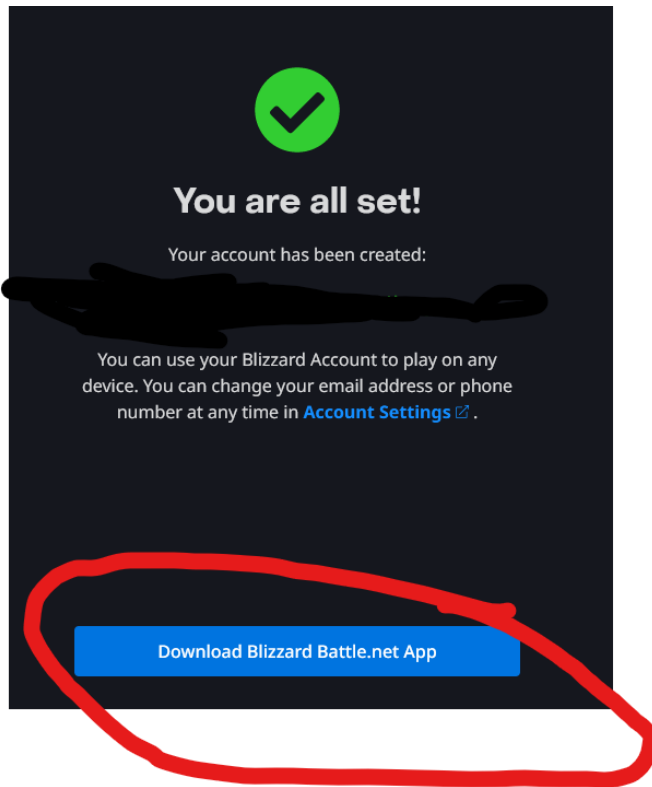 You are all set!
Your account has been created:
You can use your Blizzard Account to play on any
device. You can change your email address or phone
number at any time in Account Settings .
Download Blizzard Battle.net App